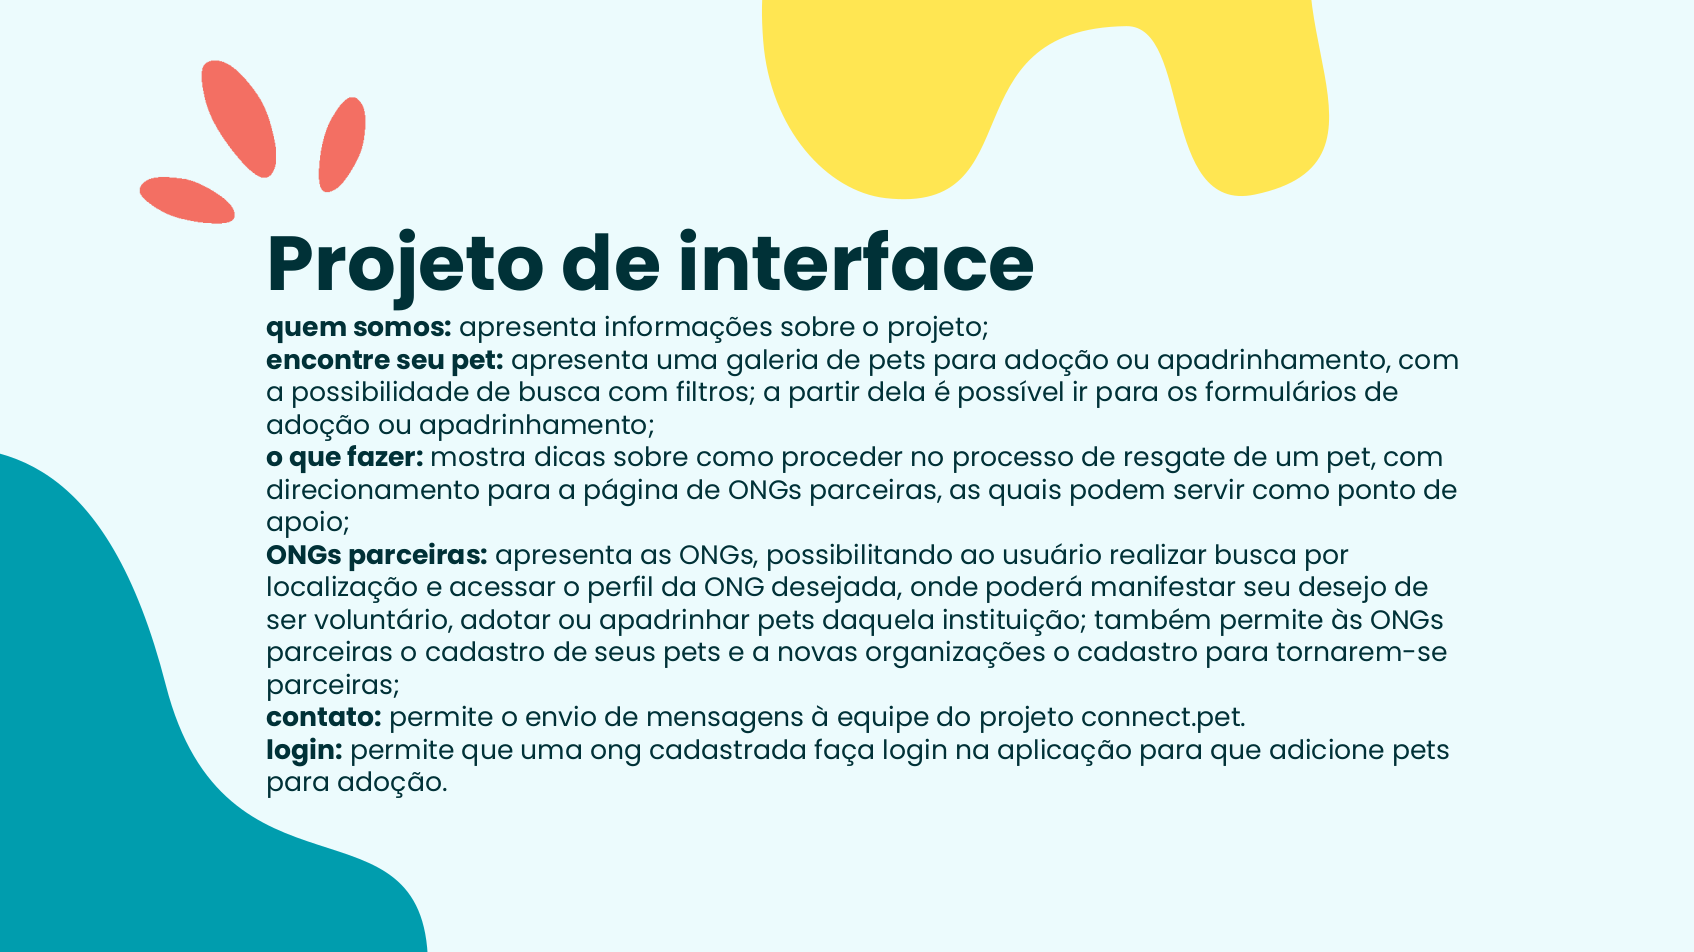 Projeto de interface
quem somos: apresenta informações sobre o projeto;
encontre seu pet: apresenta uma galeria de pets para adoção ou apadrinhamento, com
a possibilidade de busca com filtros; a partir dela é possível ir para os formulários de
adoção ou apadrinhamento;
o que fazer: mostra dicas sobre como proceder no processo de resgate de um pet, com
direcionamento para a página de ONGs parceiras, as quais podem servir como ponto de
apoio;
ONGs parceiras: apresenta as ONGs, possibilitando ao usuário realizar busca por
localização e acessar o perfil da ONG desejada, onde poderá manifestar seu desejo de
ser voluntário, adotar ou apadrinhar pets daquela instituição; também permite às ONGs
parceiras o cadastro de seus pets e a novas organizações o cadastro para tornarem-se
parceiras;
contato: permite o envio de mensagens à equipe do projeto connect.pet.
login: permite que uma ong cadastrada faça login na aplicação para que adicione pets
para adoção.